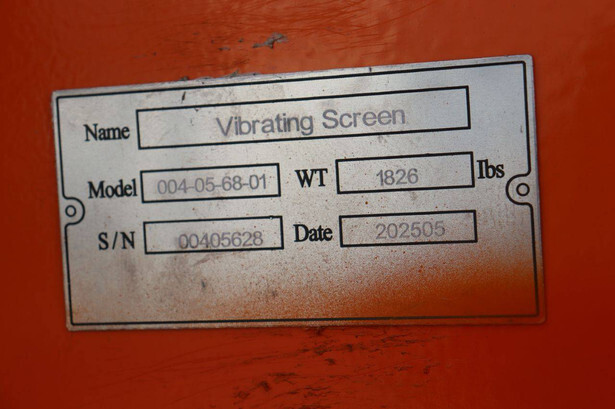 Name Vibrating Screen
Model 004-05-68-01 WT 1826 lbs
S/N 00405628 Date 202505